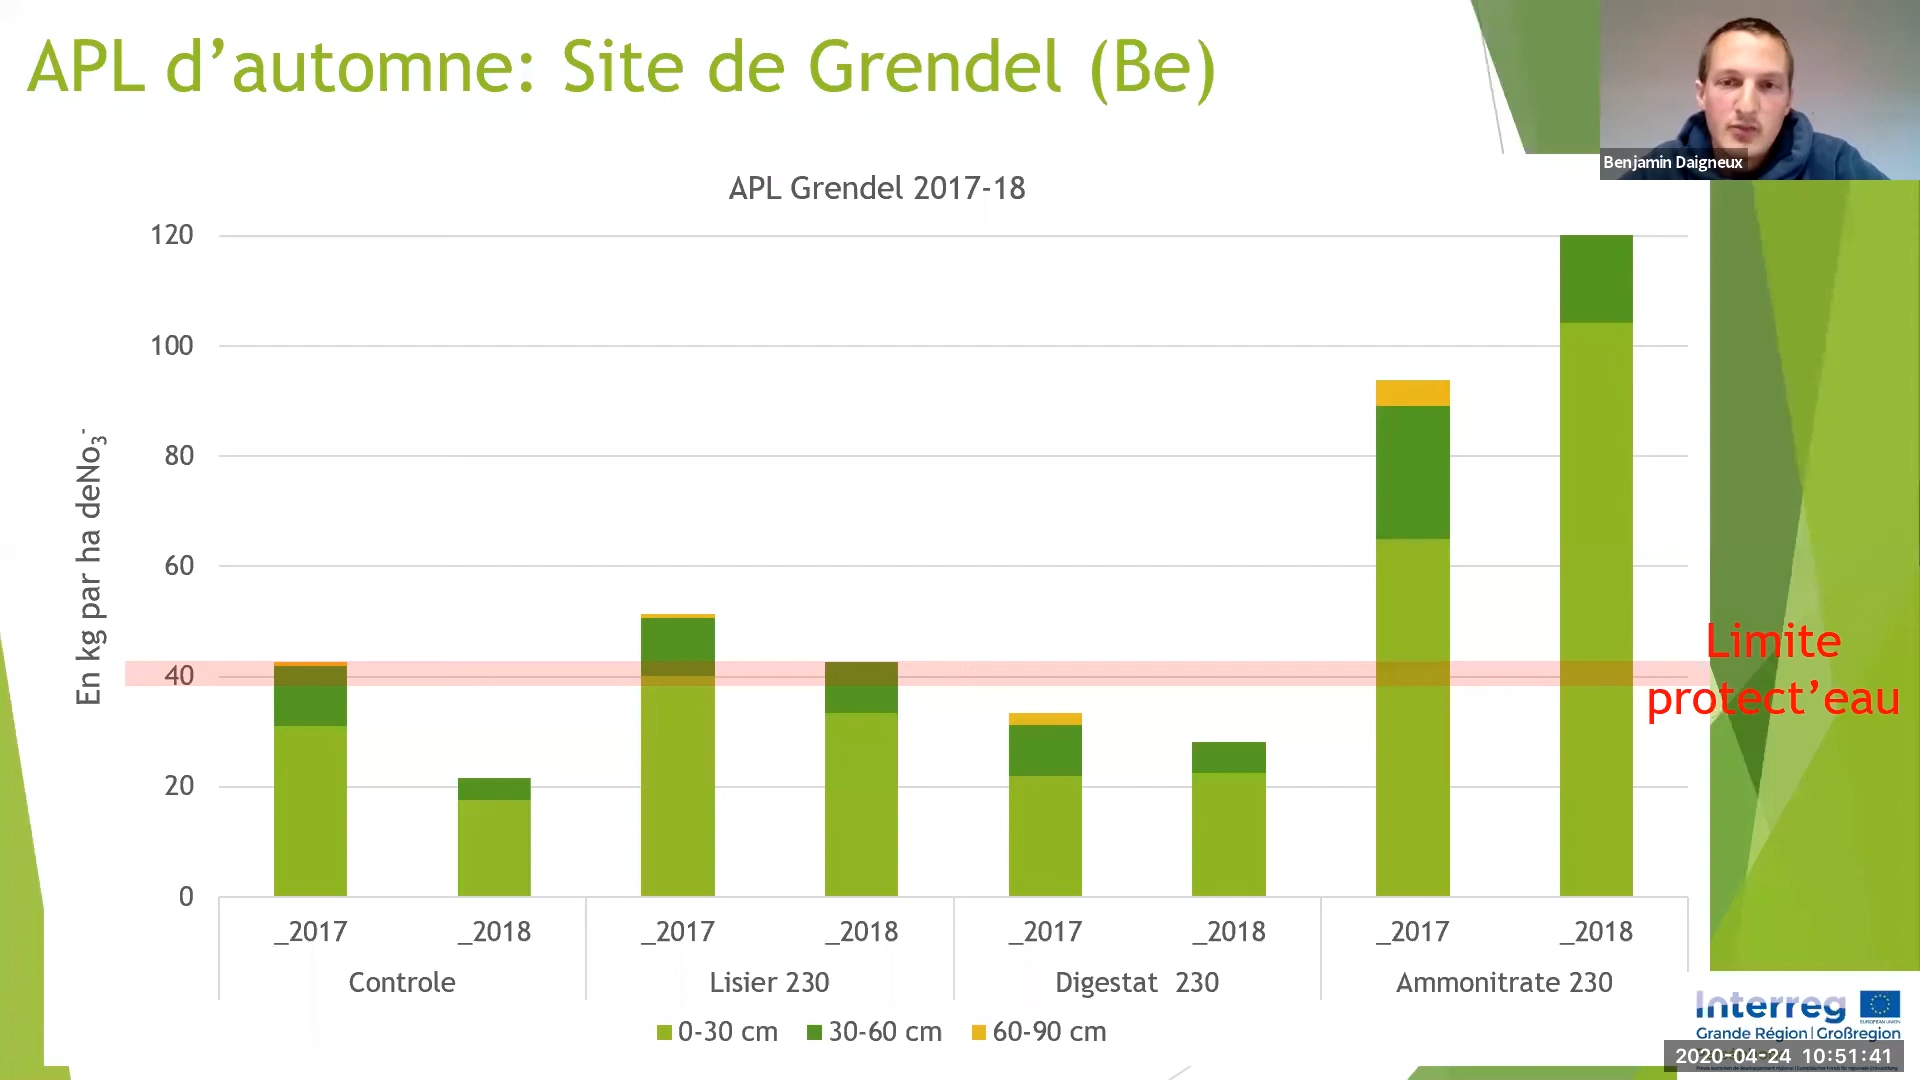 APL d’automne: Site de Grendel (Be)
Benjamin Daigneux
APL Grendel 2017-18
120
100
80
60
40
20
0
En kg par ha deNo3-
Limite
protect’eau
_2017 _2018 _2017 _2018 _2017 _2018 _2017 _2018
Controle Lisier 230 Digestat 230 Ammonitrate 230
0-30 cm 30-60 cm 60-90 cm
Interreg
EUROPEAN UNION
Grande Région | Großregion
2020-04-24 10:51:41